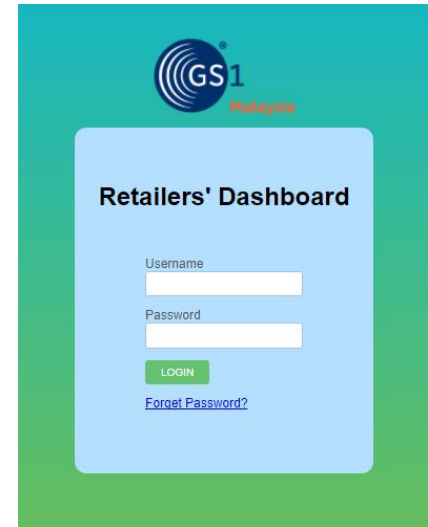 GS1
Malaysia
Retailers' Dashboard
Username
Password
LOGIN
Forget Password?